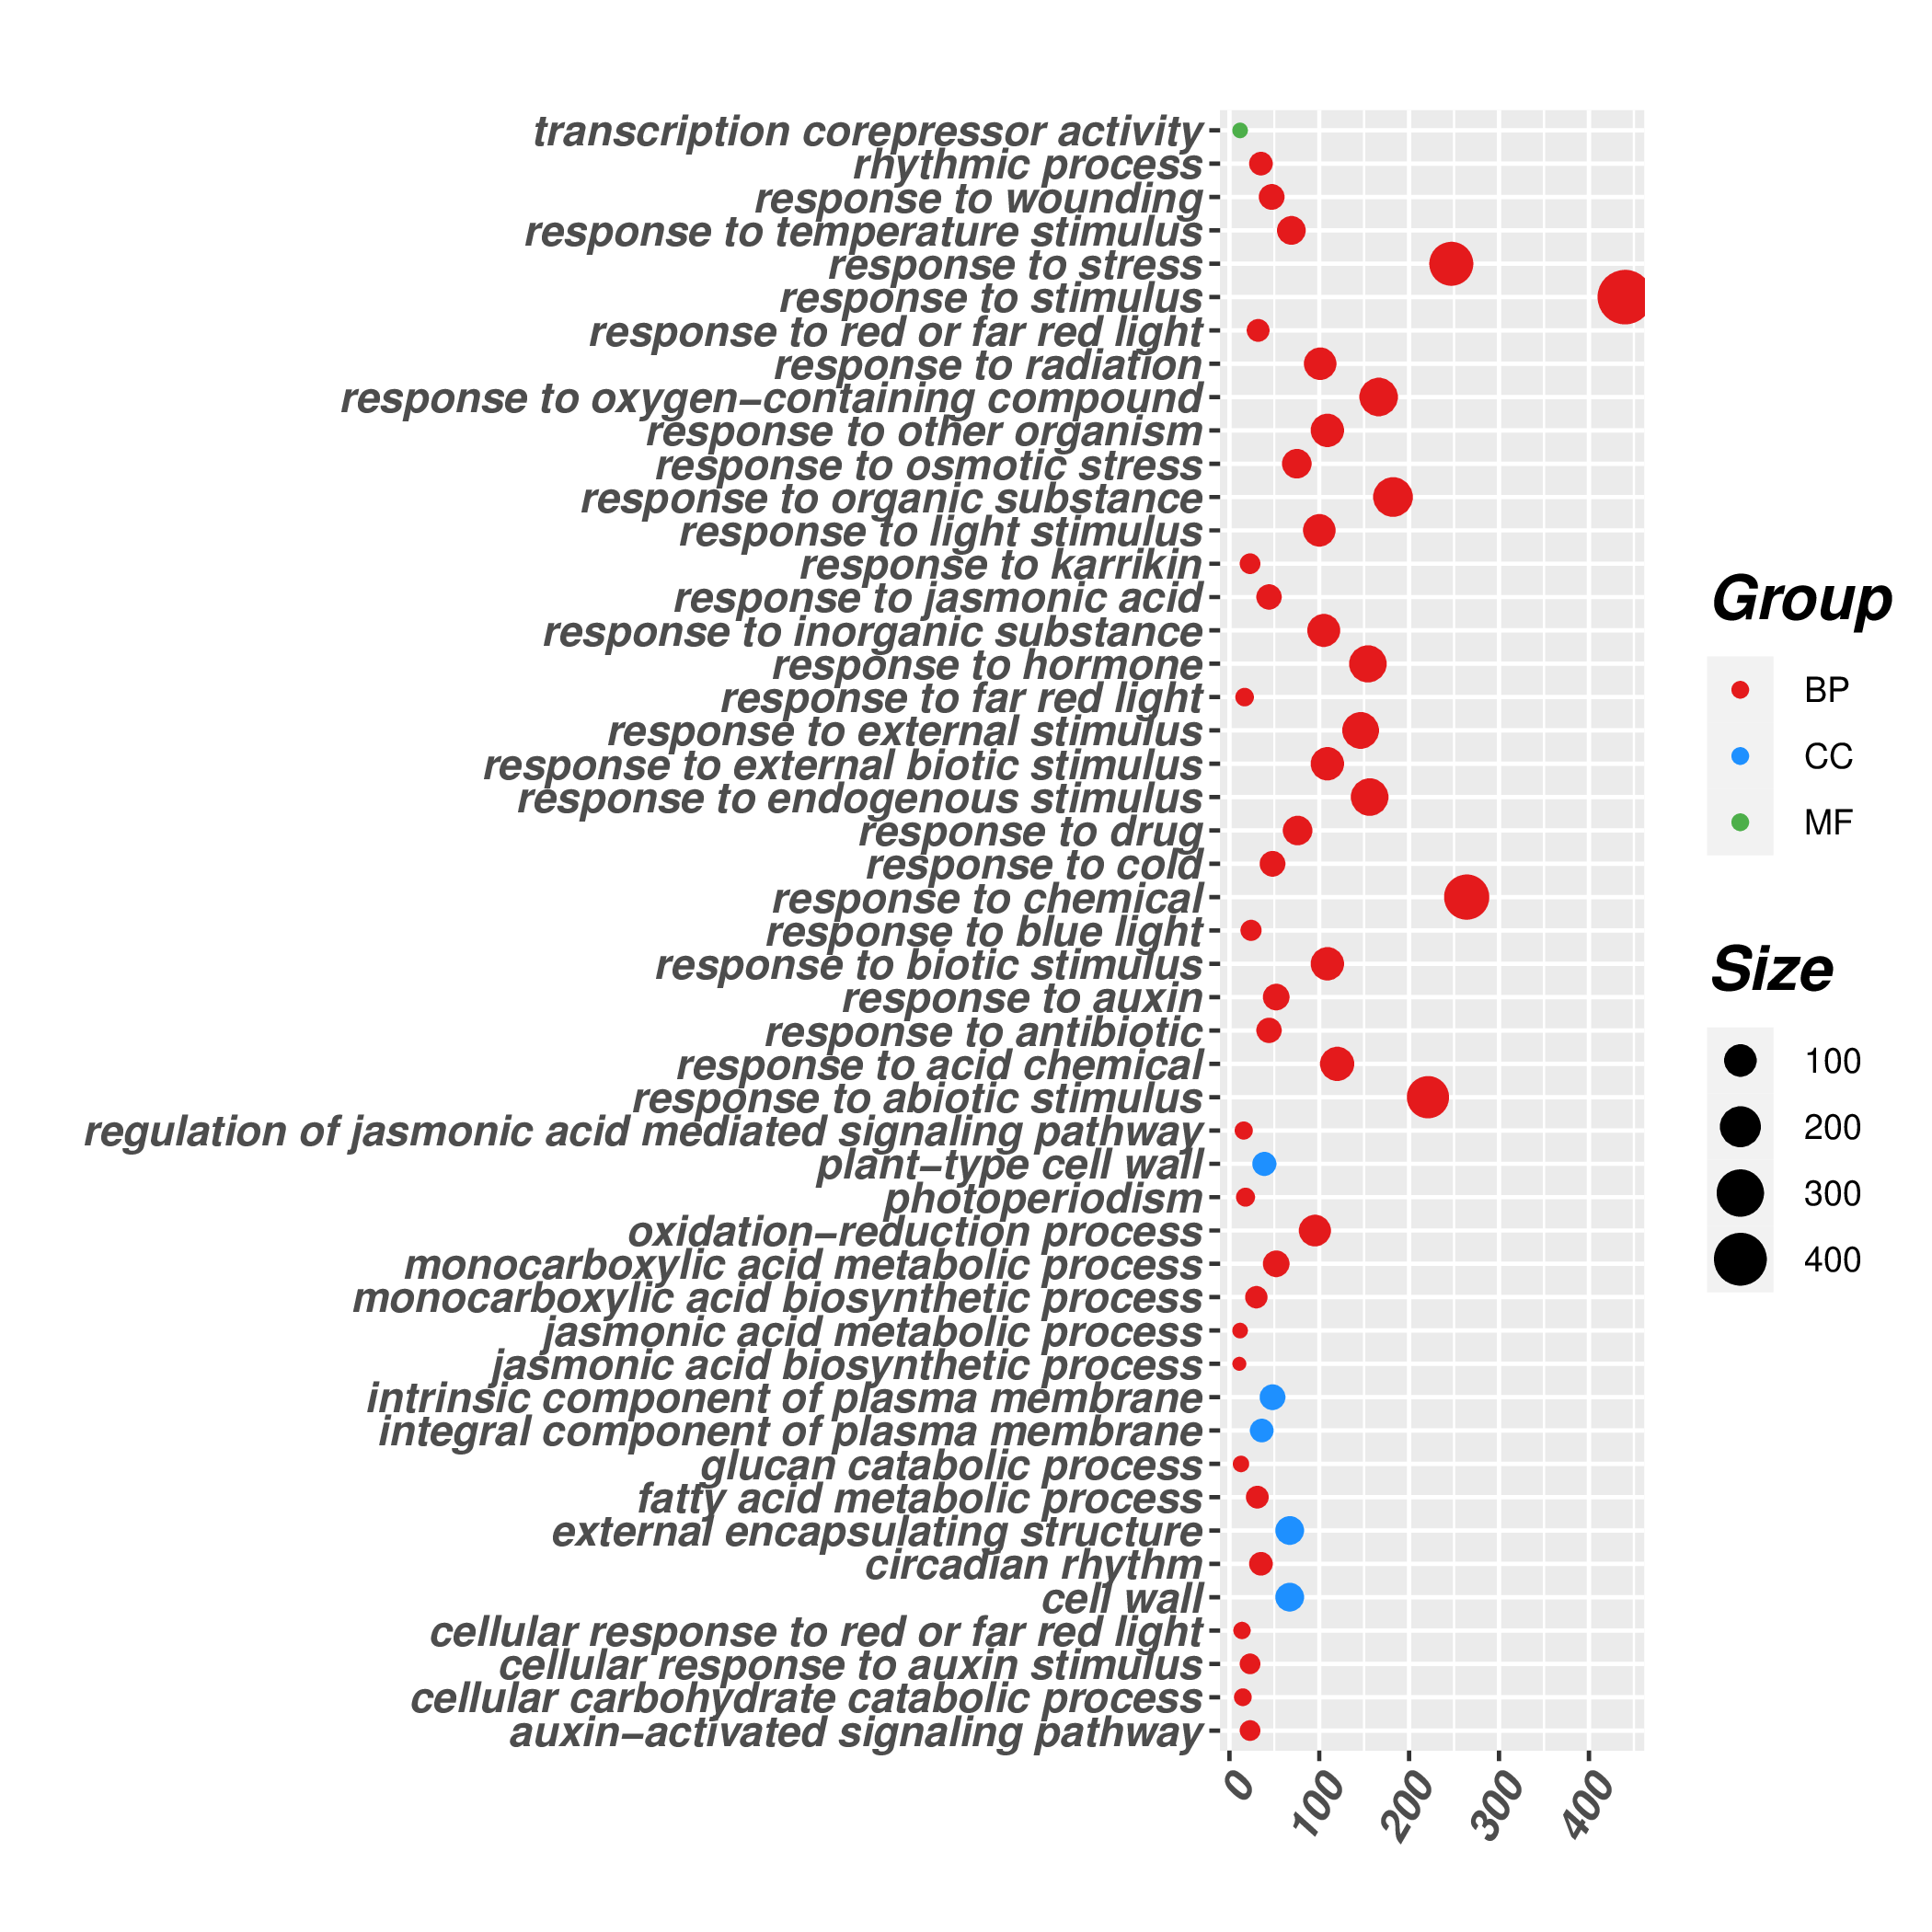 transcription corepressor activity
rhythmic process
response to wounding
response to temperature stimulus
response to stress
response to stimulus
response to red or far red light
response to radiation
response to oxygen−containing compound
response to other organism
response to osmotic stress
response to organic substance
response to light stimulus
response to karrikin
response to jasmonic acid
response to inorganic substance
response to hormone
response to far red light
response to external stimulus
response to external biotic stimulus
response to endogenous stimulus
response to drug
response to cold
response to chemical
response to blue light
response to biotic stimulus
response to auxin
response to antibiotic
response to acid chemical
response to abiotic stimulus
regulation of jasmonic acid mediated signaling pathway
plant−type cell wall
photoperiodism
oxidation−reduction process
monocarboxylic acid metabolic process
monocarboxylic acid biosynthetic process
jasmonic acid metabolic process
jasmonic acid biosynthetic process
intrinsic component of plasma membrane
integral component of plasma membrane
glucan catabolic process
fatty acid metabolic process
external encapsulating structure
circadian rhythm
cell wall
cellular response to red or far red light
cellular response to auxin stimulus
cellular carbohydrate catabolic process
auxin−activated signaling pathway
0
100
200
300
400
Group
BP
CC
MF
Size
100
200
300
400